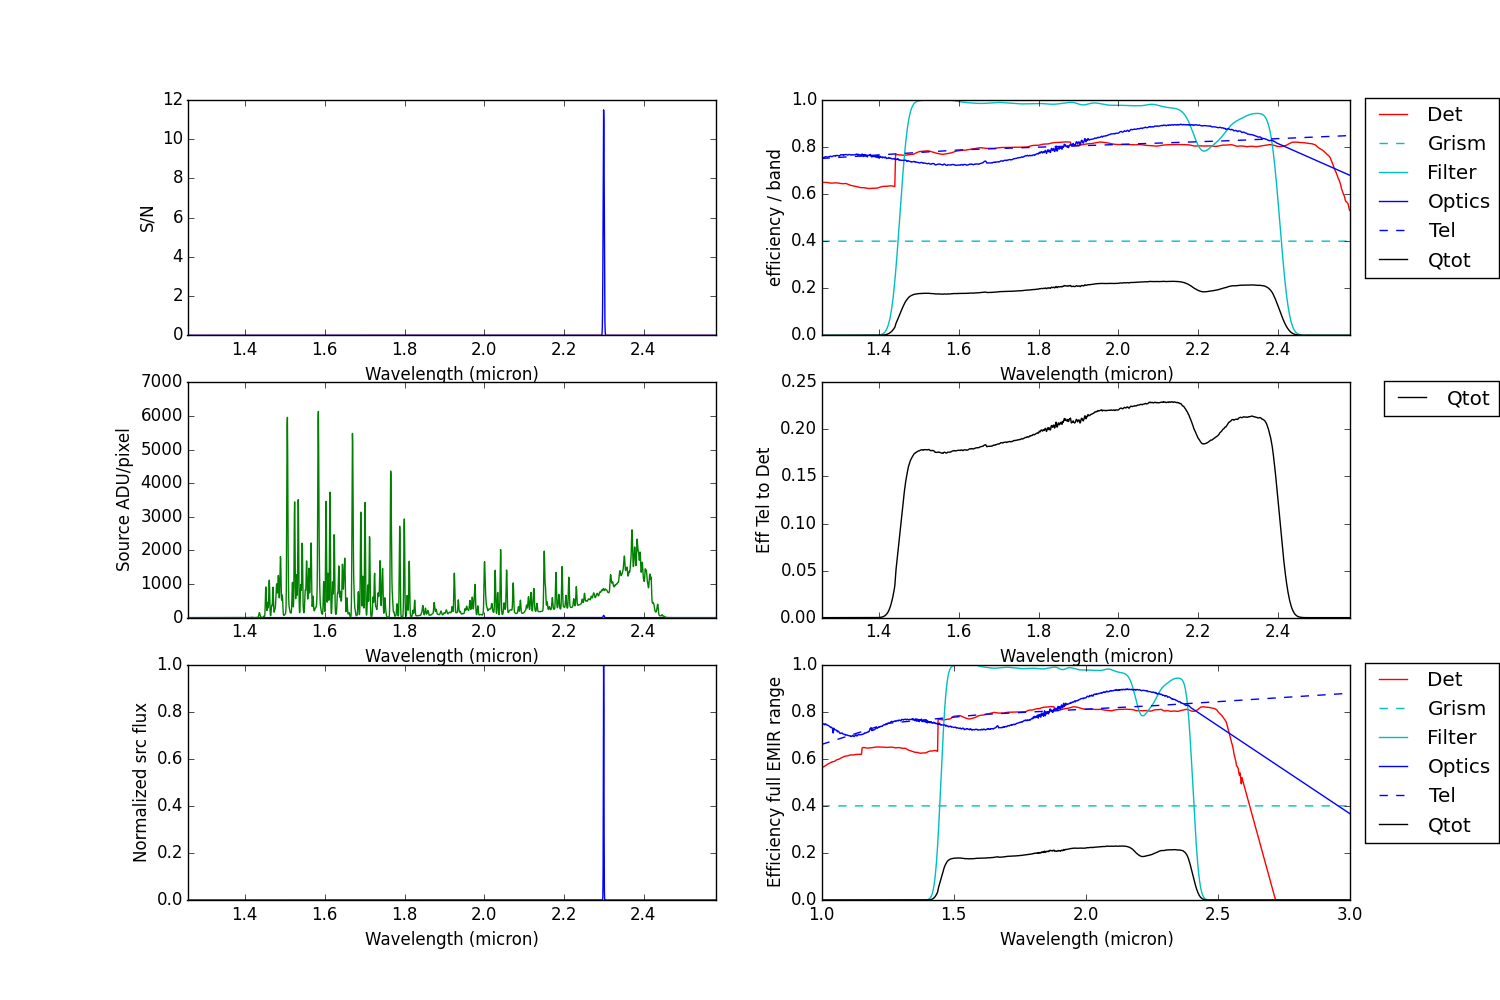 12
10
8
6
4
2
0
S/N
1.4 1.6 1.8 2.0 2.2 2.4
Wavelength (micron)
1.0
0.8
0.6
0.4
0.2
0.0
efficiency / band
1.4 1.6 1.8 2.0 2.2 2.4
Wavelength (micron)
Det
Grism
Filter
Optics
Tel
Qtot
7000
6000
5000
4000
3000
2000
1000
0
Source ADU/pixel
1.4 1.6 1.8 2.0 2.2 2.4
Wavelength (micron)
0.25
0.20
0.15
0.10
0.05
0.00
Eff Tel to Det
1.4 1.6 1.8 2.0 2.2 2.4
Wavelength (micron)
Qtot
1.0
0.8
0.6
0.4
0.2
0.0
Normalized src flux
1.4 1.6 1.8 2.0 2.2 2.4
Wavelength (micron)
1.0
0.8
0.6
0.4
0.2
0.0
Efficiency full EMIR range
1.0 1.5 2.0 2.5 3.0
Wavelength (micron)
Det
Grism
Filter
Optics
Tel
Qtot